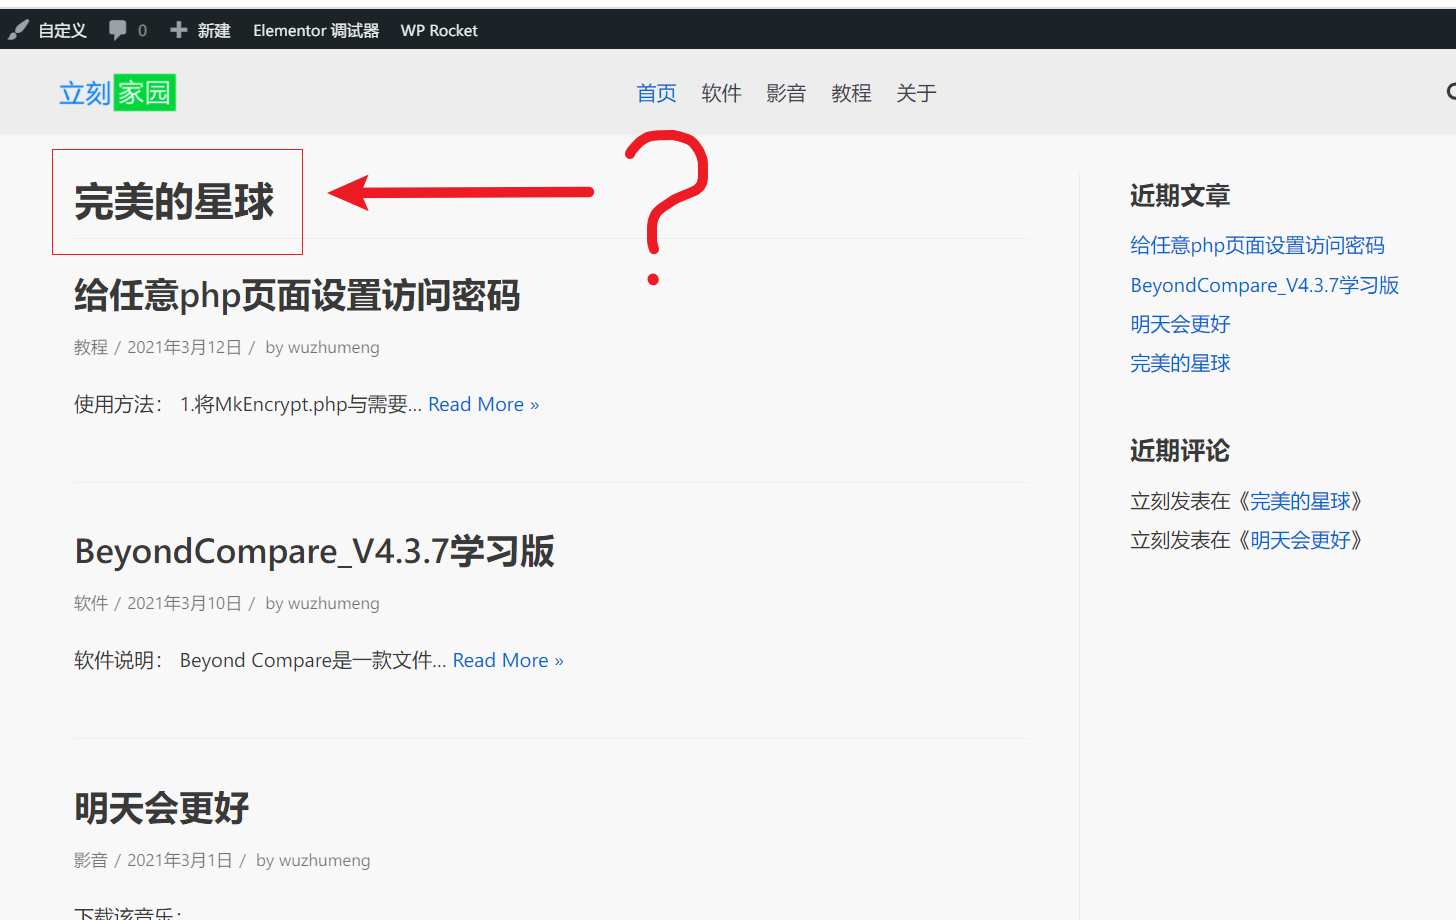 自定义 0 新建 Elementor 调试器 WP Rocket
立刻家园 首页 软件 影音 教程 关于
完美的星球
?
给任意php页面设置访问密码
教程 / 2021年3月12日 / by wuzhumeng
使用方法： 1.将MkEncrypt.php与需要... Read More »
BeyondCompare_V4.3.7学习版
软件 / 2021年3月10日 / by wuzhumeng
软件说明： Beyond Compare是一款文件... Read More »
明天会更好
影音 / 2021年3月1日 / by wuzhumeng
下载该音乐：
近期文章
给任意php页面设置访问密码
BeyondCompare_V4.3.7学习版
明天会更好
完美的星球
近期评论
立刻发表在《完美的星球》
立刻发表在《明天会更好》